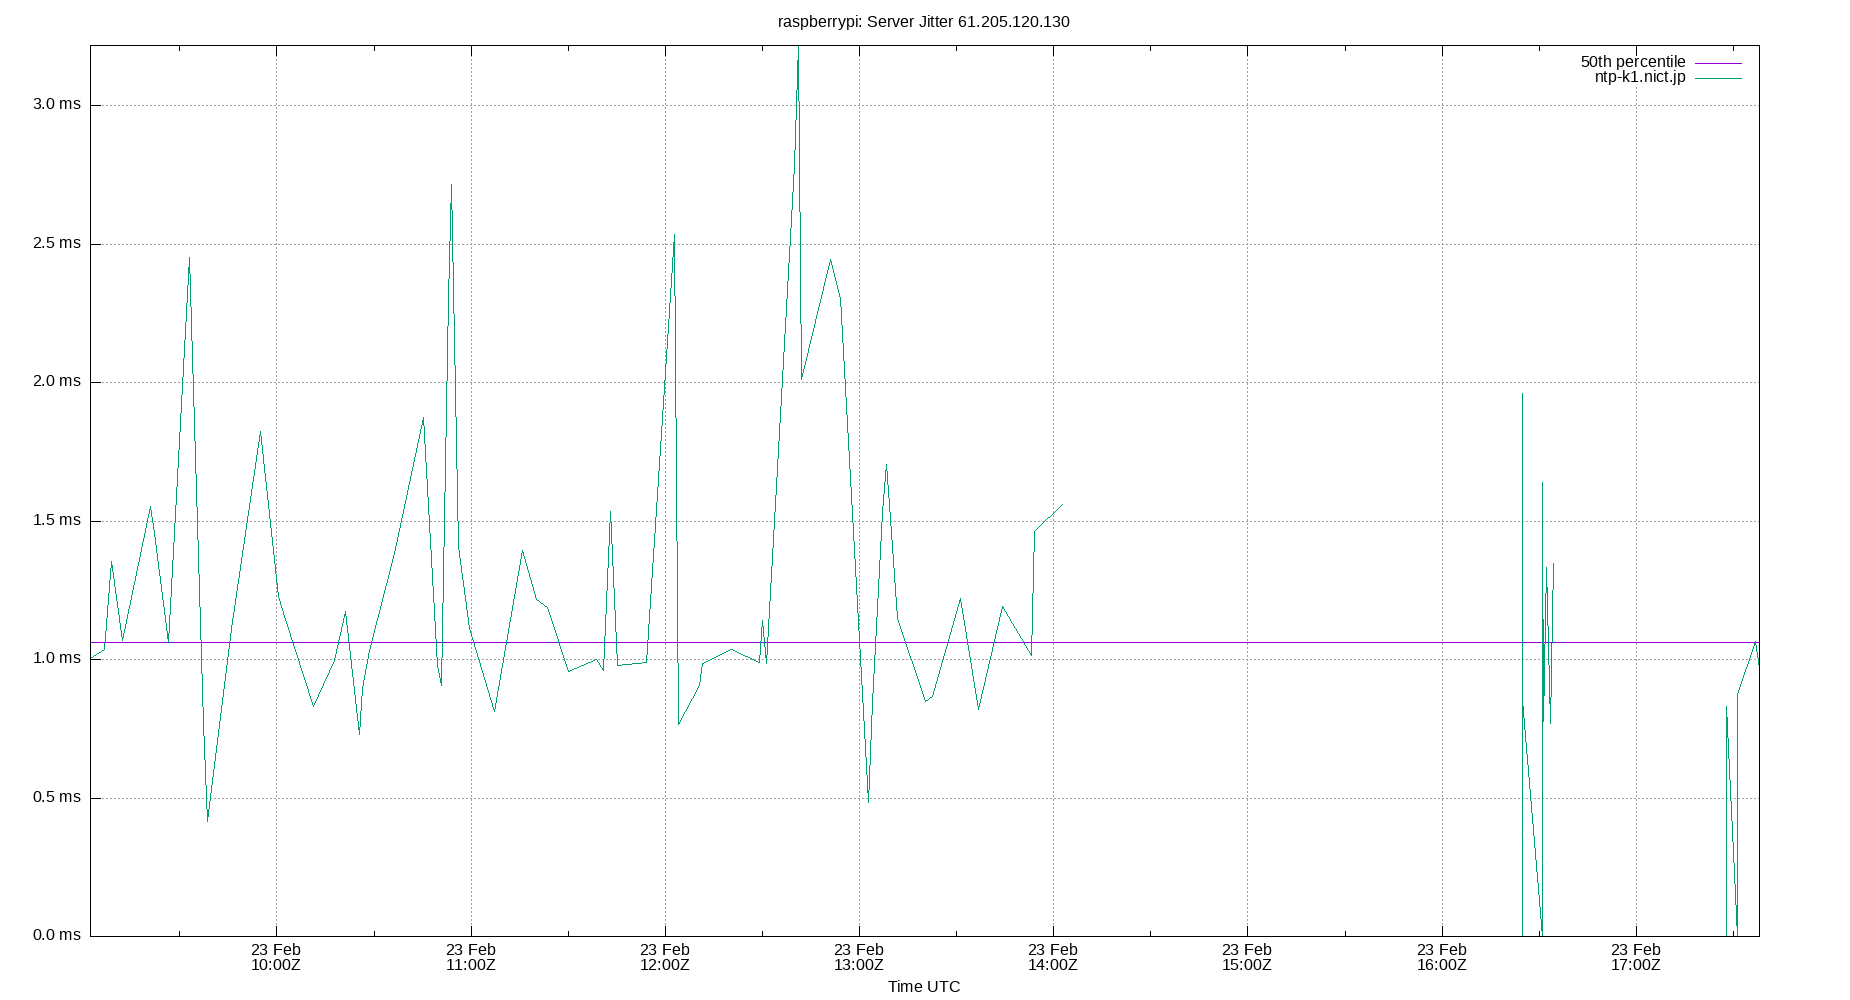 raspberrypi: Server Jitter 61.205.120.130
50th percentile
ntp-k1.nict.jp
3.0 ms
2.5 ms
2.0 ms
1.5 ms
1.0 ms
0.5 ms
0.0 ms
23 Feb 23 Feb 23 Feb 23 Feb 23 Feb 23 Feb 23 Feb 23 Feb
10:00Z 11:00Z 12:00Z 13:00Z 14:00Z 15:00Z 16:00Z 17:00Z
Time UTC